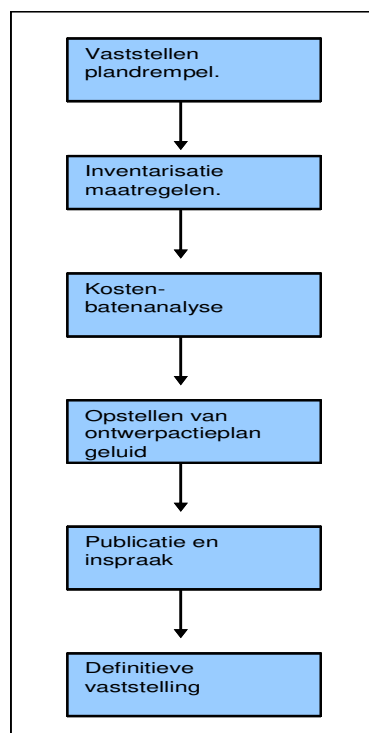 Vaststellen
plandrempel.
Inventarisatie
maatregelen.
Kosten-
batenanalyse
Opstellen van
ontwerpactieplan
geluid
Publicatie en
inspraak
Definitieve
vaststelling